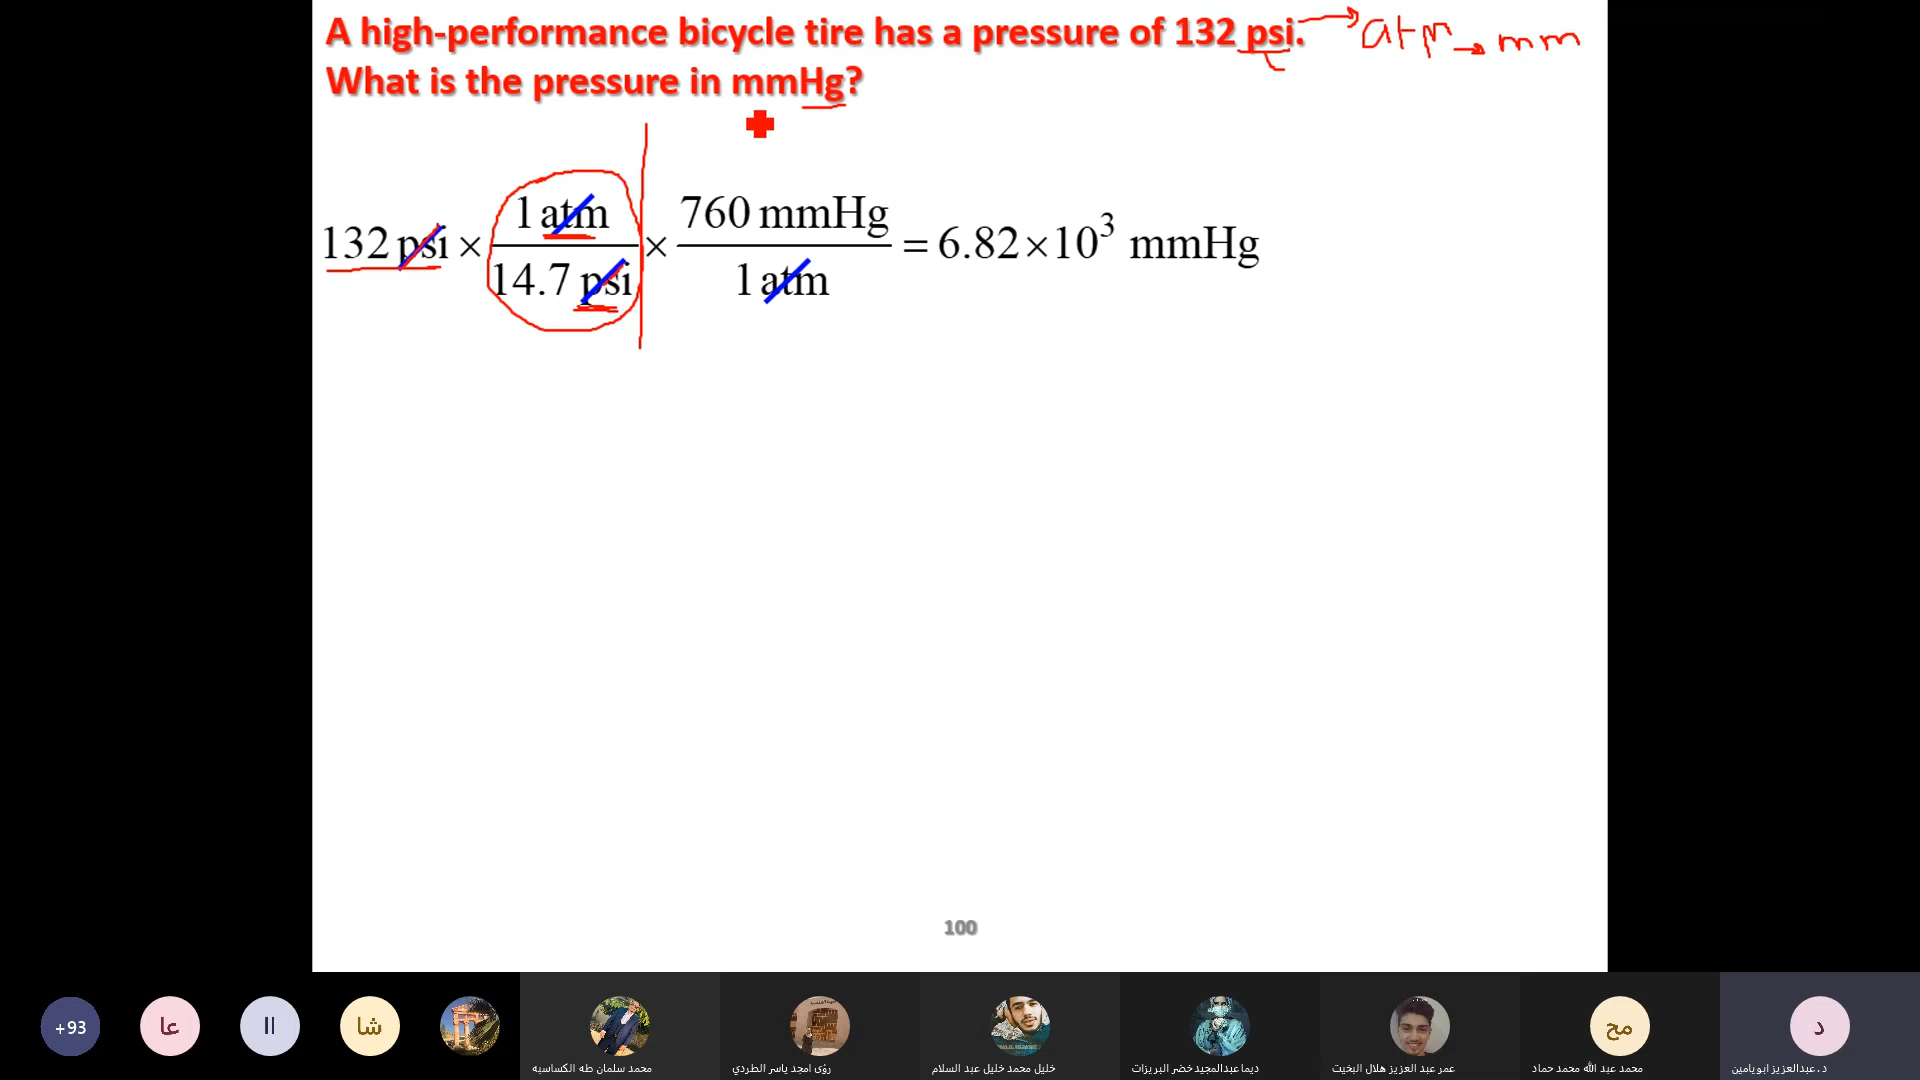 A high-performance bicycle tire has a pressure of 132 psi. → atm → mm
What is the pressure in mmHg?
132 psi × 1 atm / 14.7 psi × 760 mmHg / 1 atm = 6.82×10³ mmHg
100
+93
عا
اا
شا
مح
د
محمد سلمان طه الكساسبه
رؤى امجد ياسر الطردي
خليل محمد خليل عبد السلام
ديما عبدالمجيد خضر البريزات
عمر عبد العزيز هلال البخيت
محمد عبد الله محمد حماد
د.عبدالعزيز ابويامين